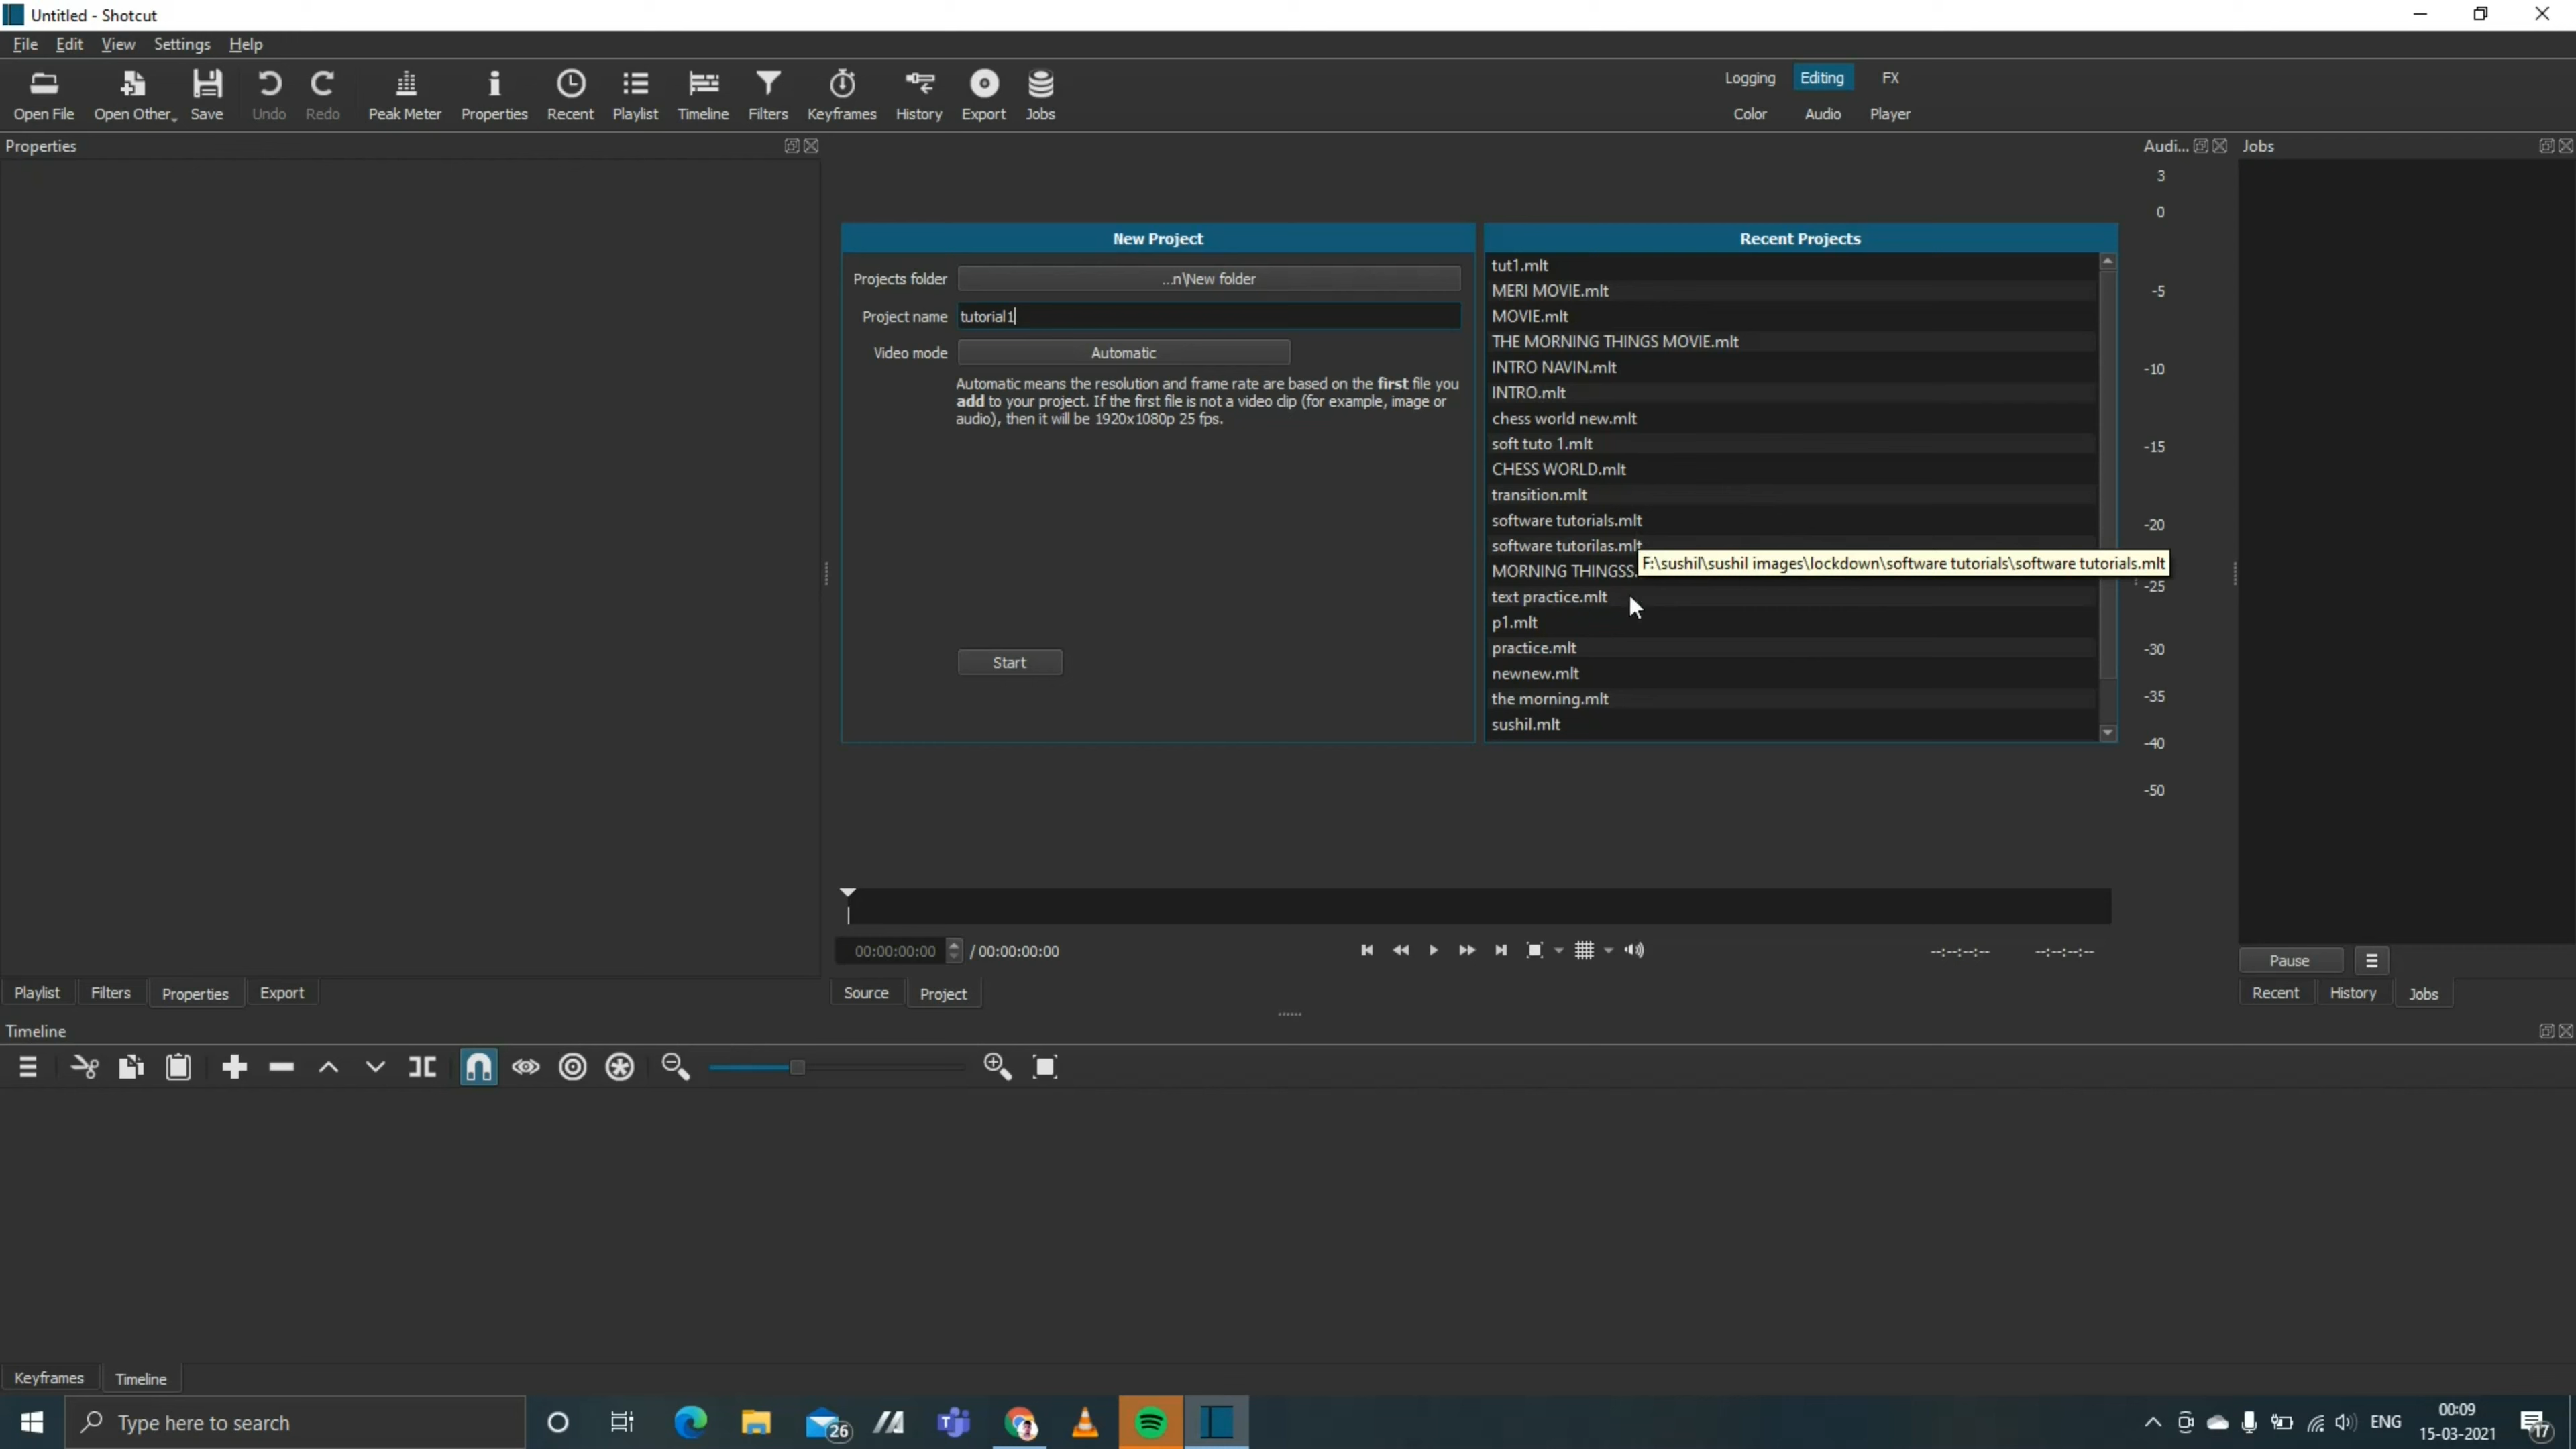 Untitled - Shotcut
File Edit View Settings Help
Open File Open Other Save Undo Redo Peak Meter Properties Recent Playlist Timeline Filters Keyframes History Export Jobs
Logging Editing FX
Color Audio Player
Properties
Audi... Jobs
New Project
Projects folder ...n\New folder
Project name tutorial1
Video mode Automatic
Automatic means the resolution and frame rate are based on the first file you
add to your project. If the first file is not a video clip (for example, image or
audio), then it will be 1920x1080p 25 fps.
Start
Recent Projects
tut1.mlt
MERI MOVIE.mlt
MOVIE.mlt
THE MORNING THINGS MOVIE.mlt
INTRO NAVIN.mlt
INTRO.mlt
chess world new.mlt
soft tuto 1.mlt
CHESS WORLD.mlt
transition.mlt
software tutorials.mlt
software tutorilas.mlt
F:\sushil\sushil images\lockdown\software tutorials\software tutorials.mlt
MORNING THINGSS.
text practice.mlt
p1.mlt
practice.mlt
newnew.mlt
the morning.mlt
sushil.mlt
3
0
-5
-10
-15
-20
-25
-30
-35
-40
-50
00:00:00:00 / 00:00:00:00
--:--:--:-- --:--:--:--
Pause
Playlist Filters Properties Export
Source Project
Recent History Jobs
Timeline
Keyframes Timeline
Type here to search
26
ENG
00:09
15-03-2021
17